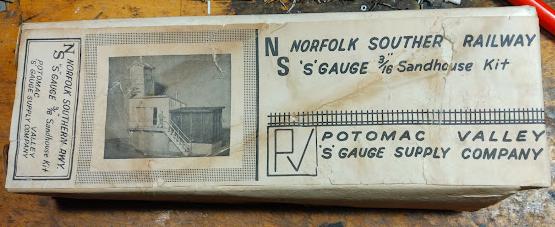 N S
NORFOLK SOUTHERN RWY.
'S' GAUGE 3/16" Sandhouse Kit
POTOMAC VALLEY
'S' GAUGE SUPPLY COMPANY
N S
NORFOLK SOUTHER RAILWAY
'S' GAUGE 3/16" Sandhouse Kit
PV
POTOMAC VALLEY
'S' GAUGE SUPPLY COMPANY